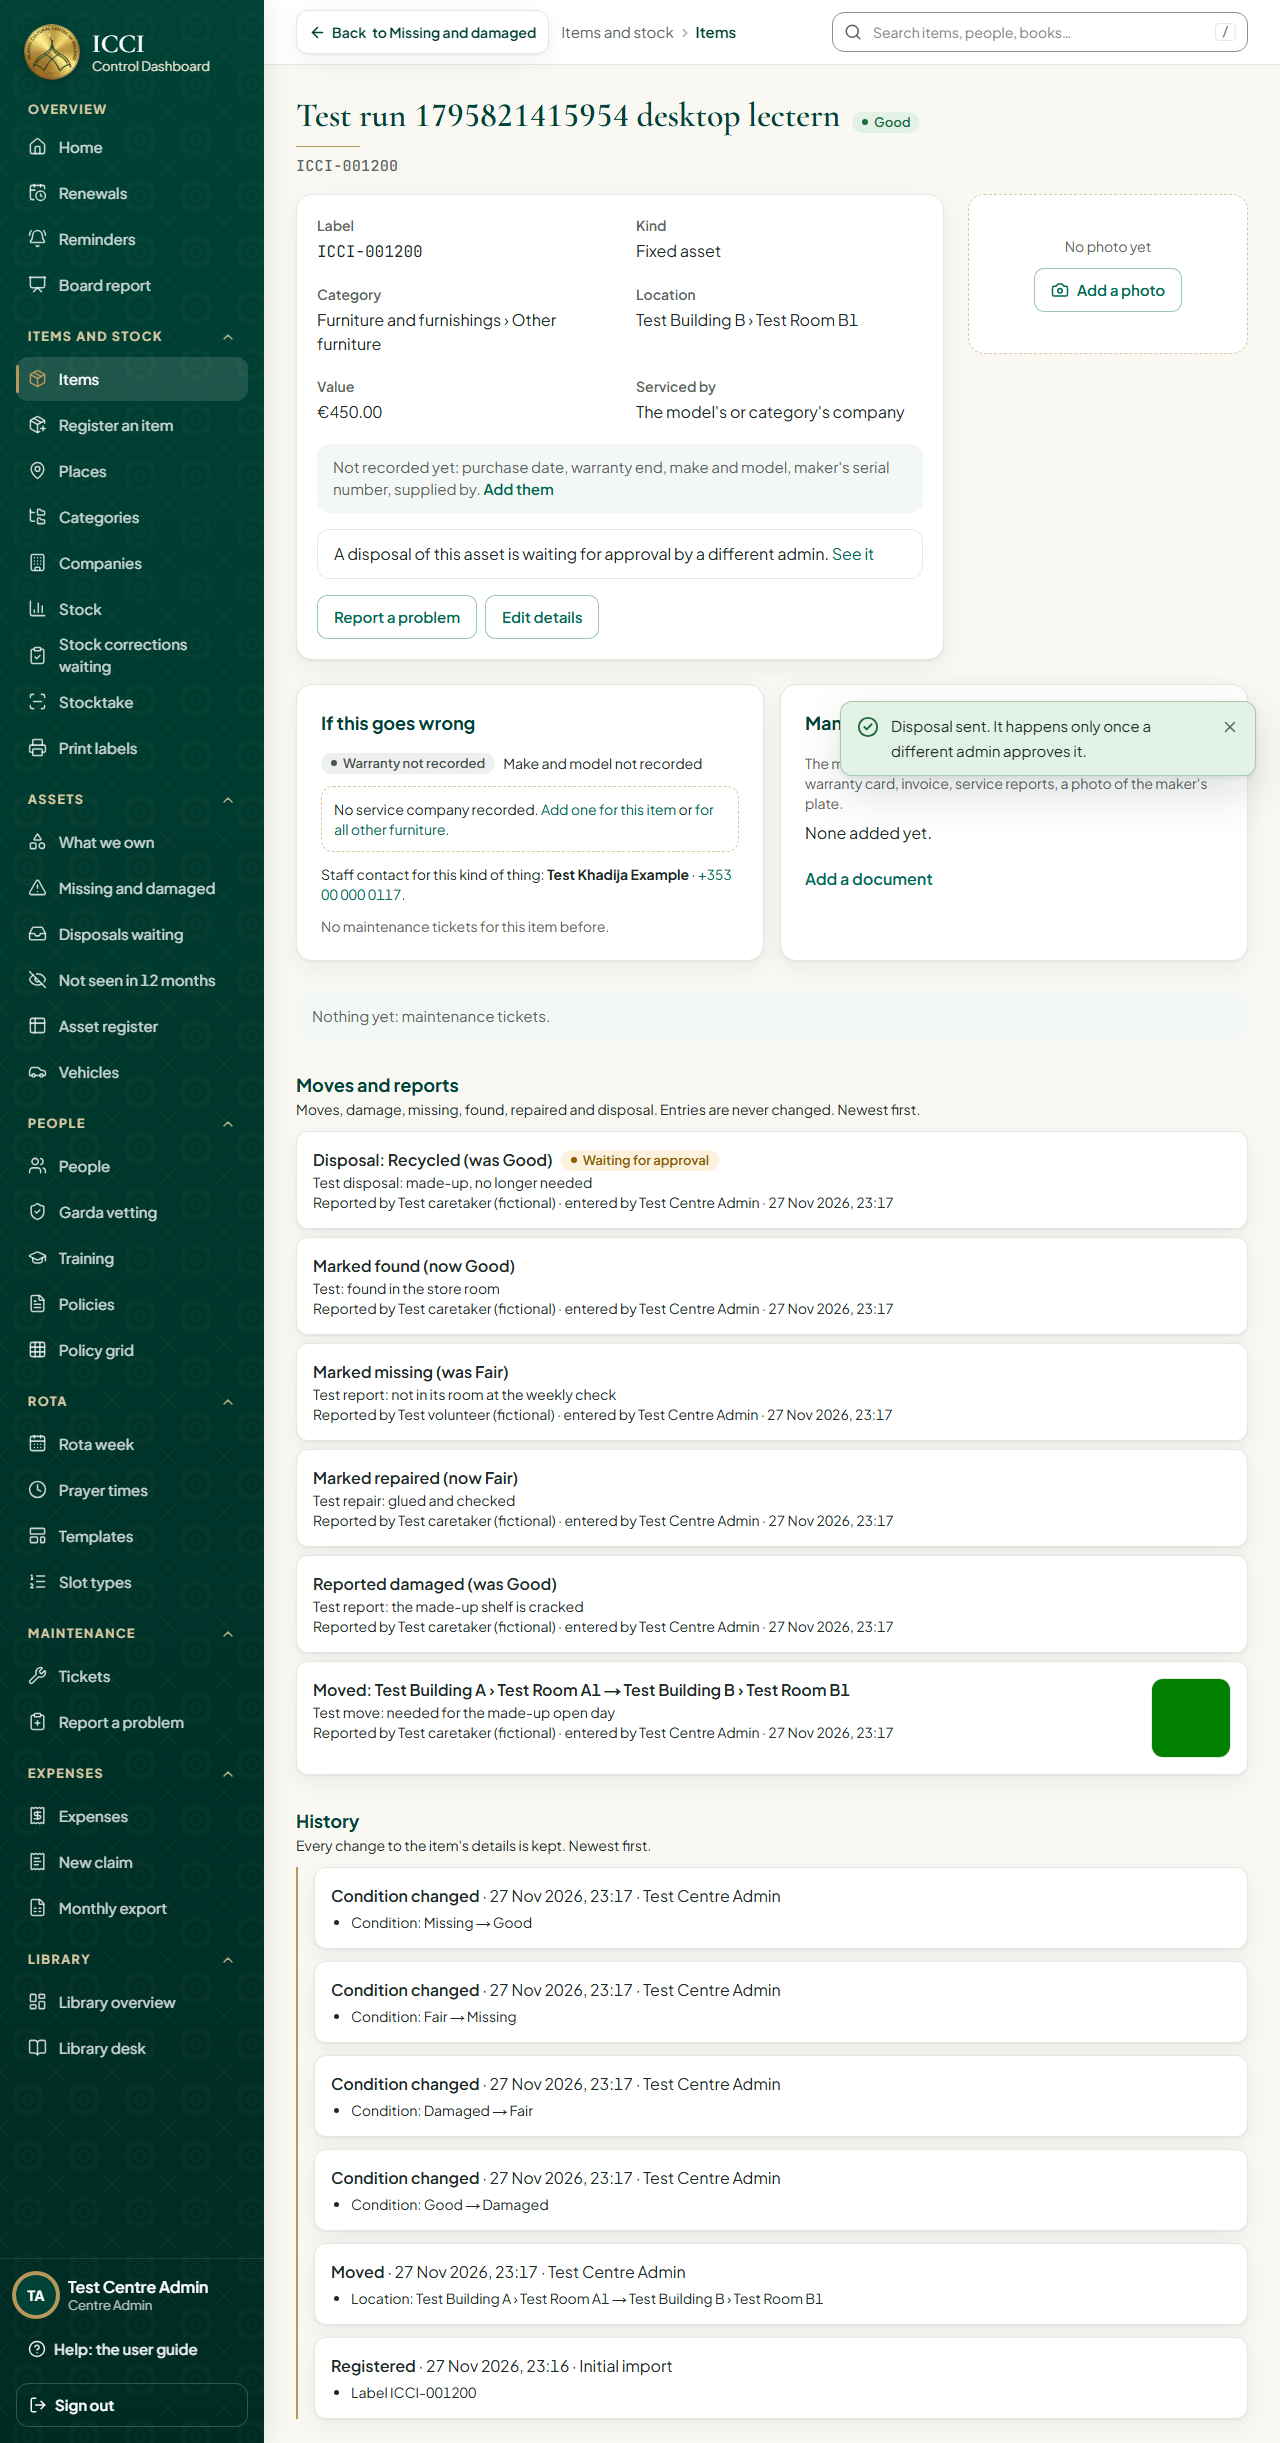 ICCI
Control Dashboard
OVERVIEW
Home
Renewals
Reminders
Board report
ITEMS AND STOCK
Items
Register an item
Places
Categories
Companies
Stock
Stock corrections
waiting
Stocktake
Print labels
ASSETS
What we own
Missing and damaged
Disposals waiting
Not seen in 12 months
Asset register
Vehicles
PEOPLE
People
Garda vetting
Training
Policies
Policy grid
ROTA
Rota week
Prayer times
Templates
Slot types
MAINTENANCE
Tickets
Report a problem
EXPENSES
Expenses
New claim
Monthly export
LIBRARY
Library overview
Library desk
TA
Test Centre Admin
Centre Admin
Help: the user guide
Sign out
Back to Missing and damaged
Items and stock › Items
Search items, people, books…
/
Test run 1795821415954 desktop lectern
Good
ICCI-001200
Label
ICCI-001200
Kind
Fixed asset
Category
Furniture and furnishings › Other
furniture
Location
Test Building B › Test Room B1
Value
€450.00
Serviced by
The model's or category's company
Not recorded yet: purchase date, warranty end, make and model, maker's serial
number, supplied by. Add them
A disposal of this asset is waiting for approval by a different admin. See it
Report a problem
Edit details
No photo yet
Add a photo
If this goes wrong
Warranty not recorded
Make and model not recorded
No service company recorded. Add one for this item or for
all other furniture.
Staff contact for this kind of thing: Test Khadija Example · +353
00 000 0117.
No maintenance tickets for this item before.
Disposal sent. It happens only once a
different admin approves it.
warranty card, invoice, service reports, a photo of the maker's
plate.
None added yet.
Add a document
Nothing yet: maintenance tickets.
Moves and reports
Moves, damage, missing, found, repaired and disposal. Entries are never changed. Newest first.
Disposal: Recycled (was Good)
Waiting for approval
Test disposal: made-up, no longer needed
Reported by Test caretaker (fictional) · entered by Test Centre Admin · 27 Nov 2026, 23:17
Marked found (now Good)
Test: found in the store room
Reported by Test caretaker (fictional) · entered by Test Centre Admin · 27 Nov 2026, 23:17
Marked missing (was Fair)
Test report: not in its room at the weekly check
Reported by Test volunteer (fictional) · entered by Test Centre Admin · 27 Nov 2026, 23:17
Marked repaired (now Fair)
Test repair: glued and checked
Reported by Test caretaker (fictional) · entered by Test Centre Admin · 27 Nov 2026, 23:17
Reported damaged (was Good)
Test report: the made-up shelf is cracked
Reported by Test caretaker (fictional) · entered by Test Centre Admin · 27 Nov 2026, 23:17
Moved: Test Building A › Test Room A1 → Test Building B › Test Room B1
Test move: needed for the made-up open day
Reported by Test caretaker (fictional) · entered by Test Centre Admin · 27 Nov 2026, 23:17
History
Every change to the item's details is kept. Newest first.
Condition changed · 27 Nov 2026, 23:17 · Test Centre Admin
• Condition: Missing → Good
Condition changed · 27 Nov 2026, 23:17 · Test Centre Admin
• Condition: Fair → Missing
Condition changed · 27 Nov 2026, 23:17 · Test Centre Admin
• Condition: Damaged → Fair
Condition changed · 27 Nov 2026, 23:17 · Test Centre Admin
• Condition: Good → Damaged
Moved · 27 Nov 2026, 23:17 · Test Centre Admin
• Location: Test Building A › Test Room A1 → Test Building B › Test Room B1
Registered · 27 Nov 2026, 23:16 · Initial import
• Label ICCI-001200